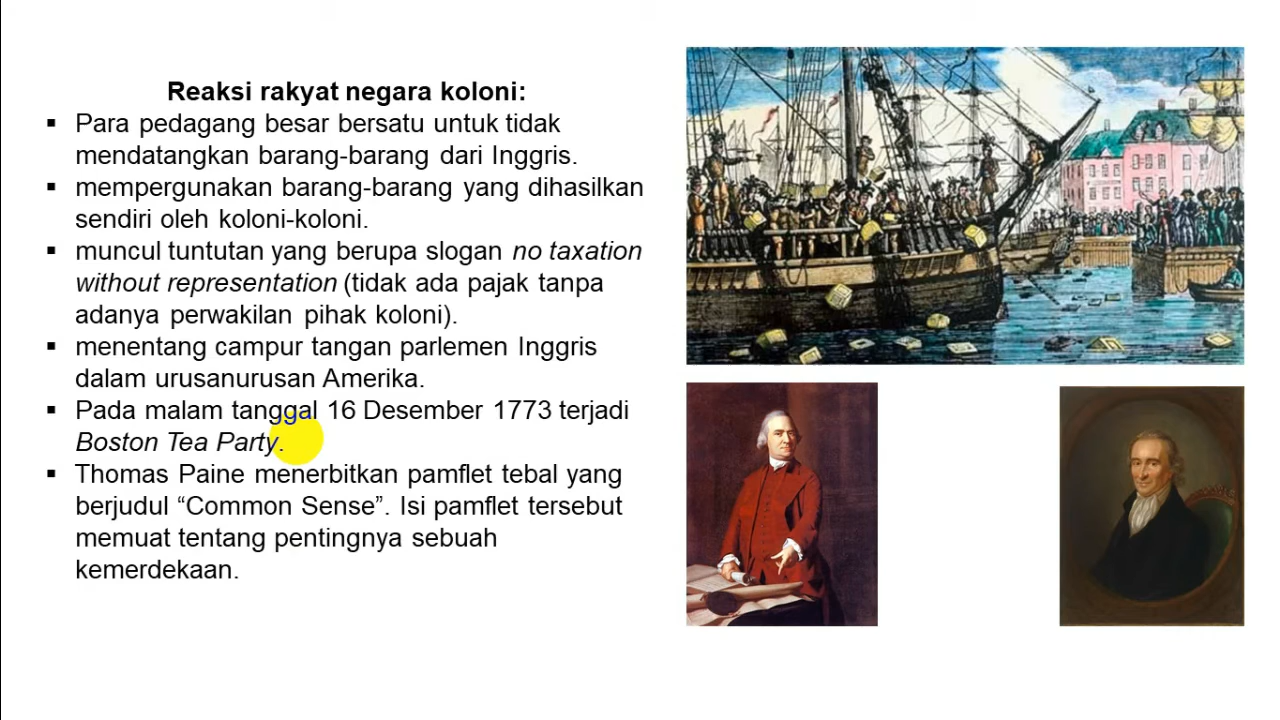 Reaksi rakyat negara koloni:
▪ Para pedagang besar bersatu untuk tidak
mendatangkan barang-barang dari Inggris.
▪ mempergunakan barang-barang yang dihasilkan
sendiri oleh koloni-koloni.
▪ muncul tuntutan yang berupa slogan no taxation
without representation (tidak ada pajak tanpa
adanya perwakilan pihak koloni).
▪ menentang campur tangan parlemen Inggris
dalam urusanurusan Amerika.
▪ Pada malam tanggal 16 Desember 1773 terjadi
Boston Tea Party.
▪ Thomas Paine menerbitkan pamflet tebal yang
berjudul “Common Sense”. Isi pamflet tersebut
memuat tentang pentingnya sebuah
kemerdekaan.